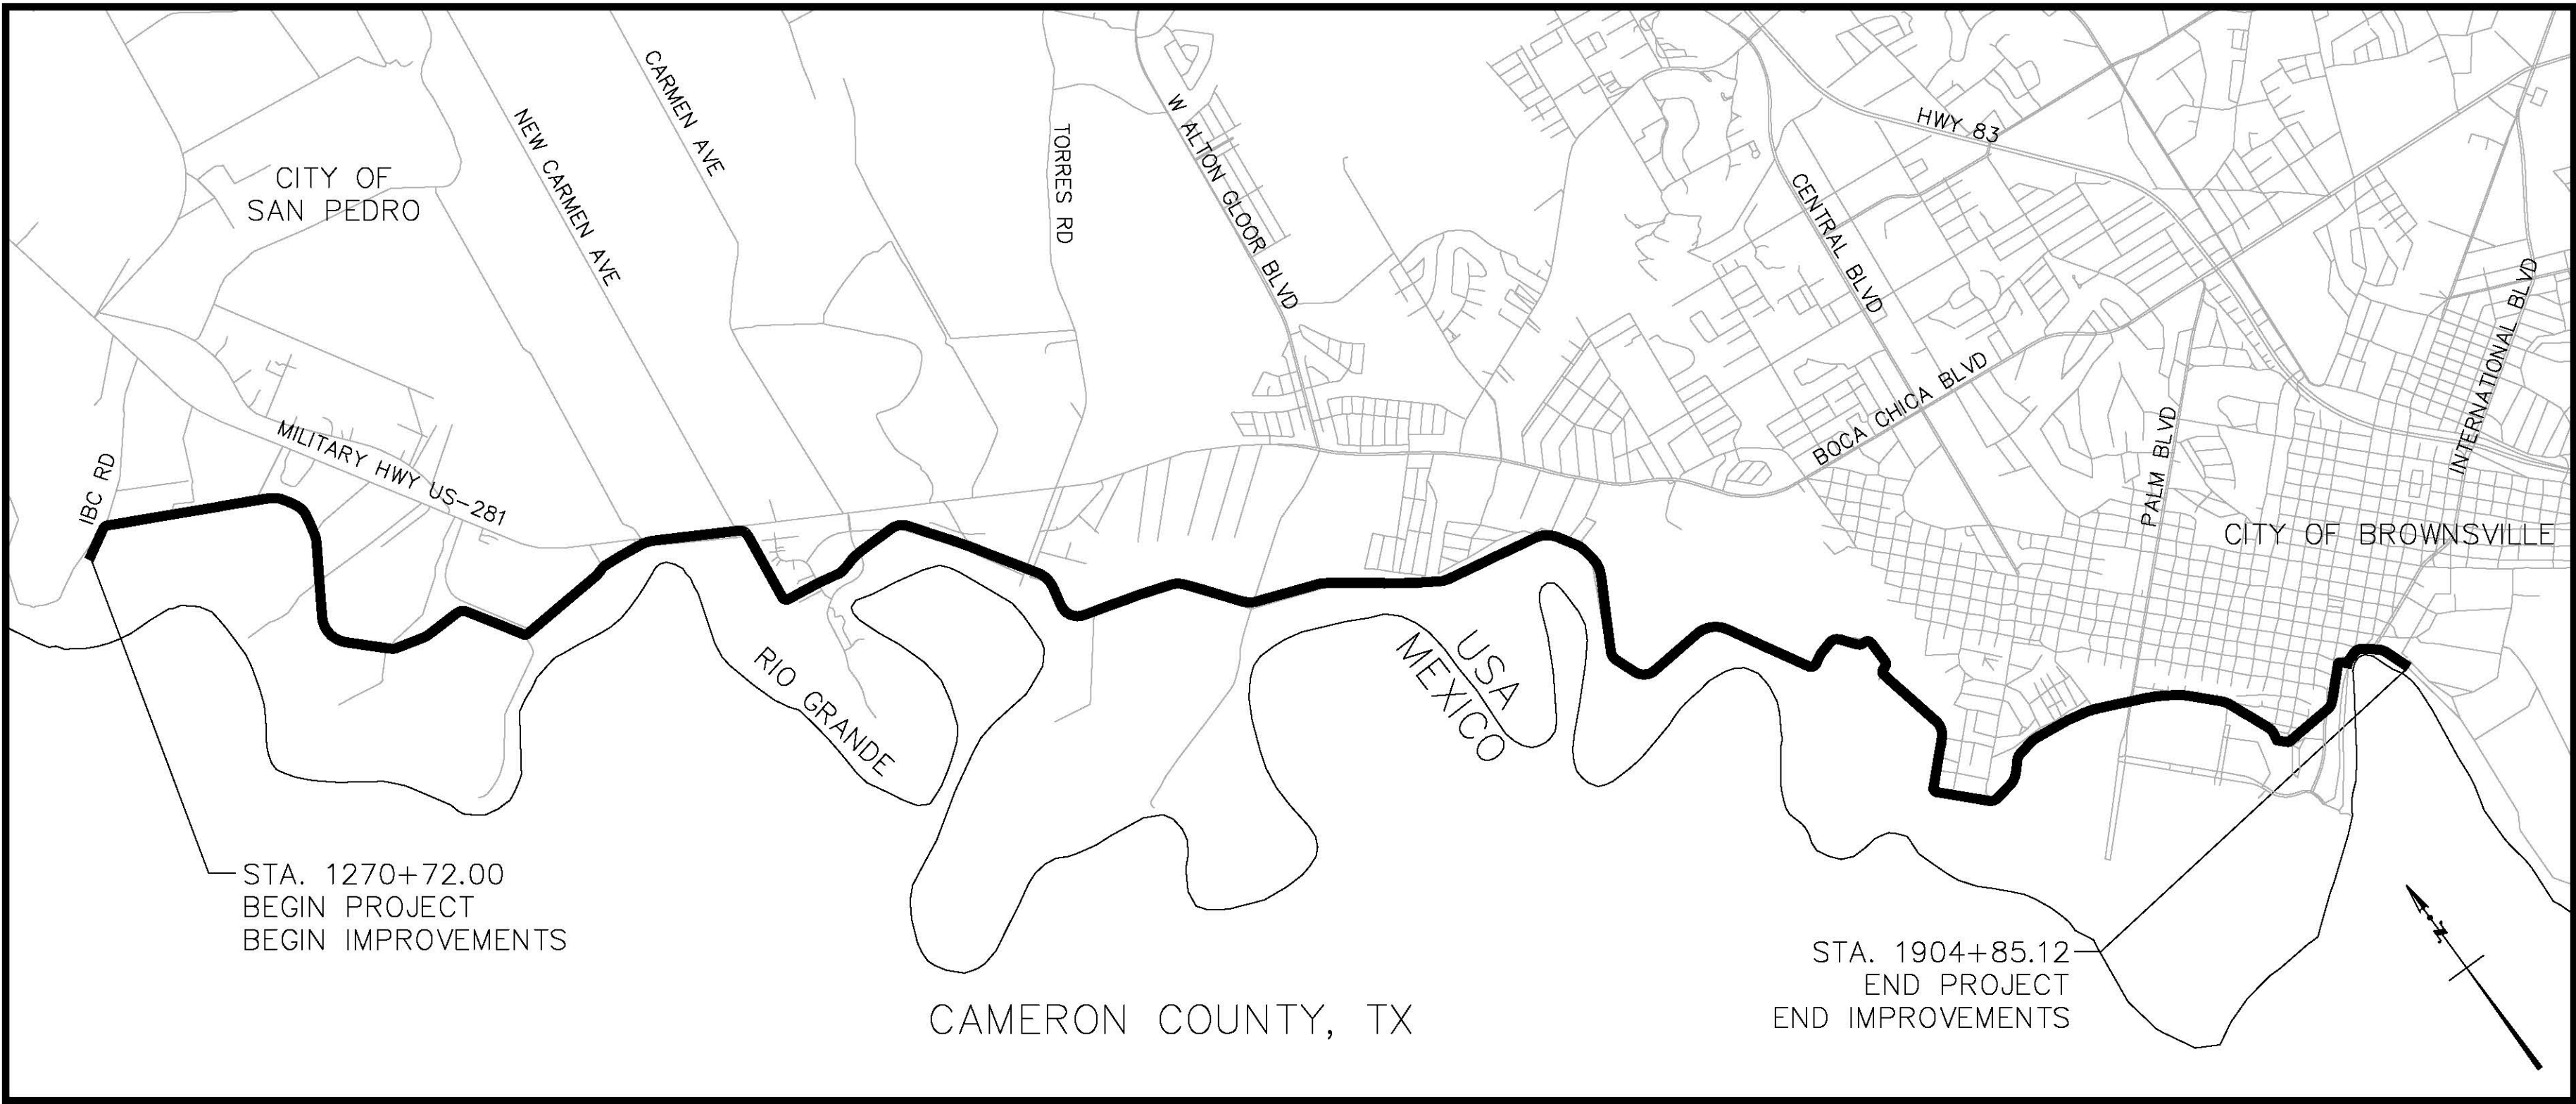 CARMEN AVE
NEW CARMEN AVE
TORRES RD
W ALTON GLOOR BLVD
HWY 83
CITY OF
SAN PEDRO
CENTRAL BLVD
INTERNATIONAL BLVD
BOCA CHICA BLVD
PALM BLVD
MILITARY HWY US-281
IBC RD
CITY OF BROWNSVILLE
RIO GRANDE
USA
MEXICO
STA. 1270+72.00
BEGIN PROJECT
BEGIN IMPROVEMENTS
STA. 1904+85.12
END PROJECT
END IMPROVEMENTS
N
CAMERON COUNTY, TX